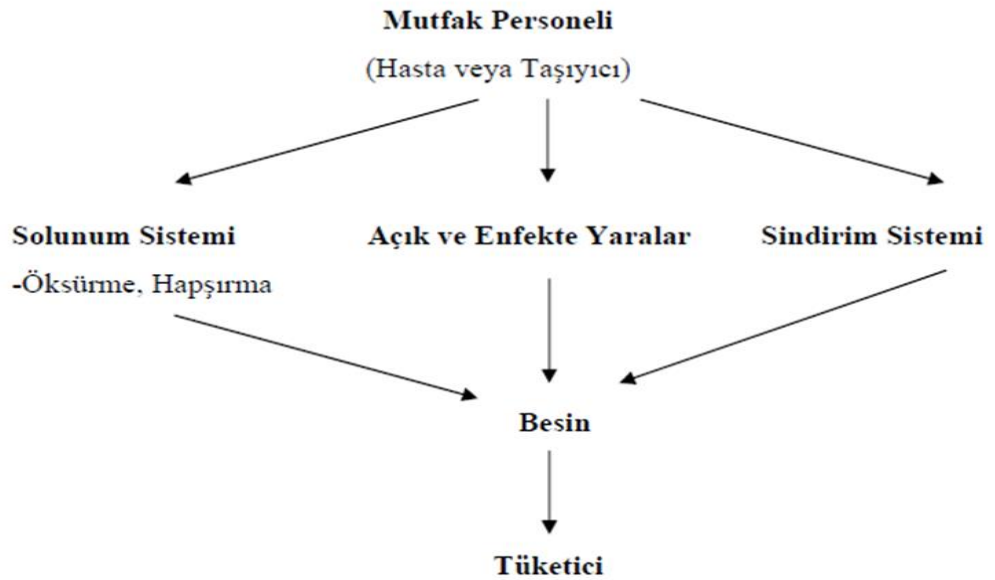 Mutfak Personeli
(Hasta veya Taşıyıcı)
Solunum Sistemi
Açık ve Enfekte Yaralar
Sindirim Sistemi
-Öksürme, Hapşırma
Besin
Tüketici